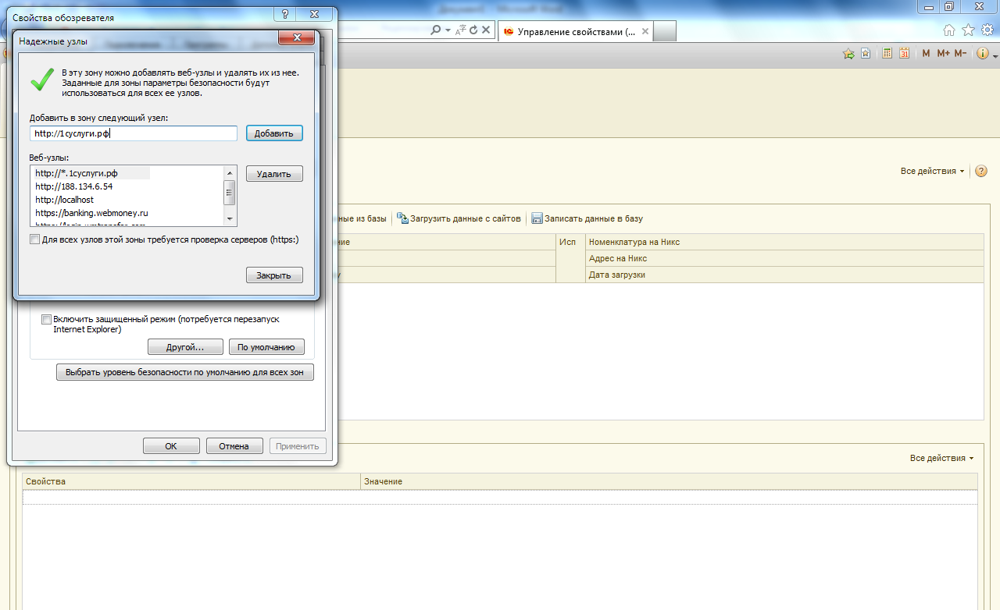 Свойства обозревателя
Надежные узлы
В эту зону можно добавлять веб-узлы и удалять их из нее.
Заданные для зоны параметры безопасности будут
использоваться для всех ее узлов.
Добавить в зону следующий узел:
http://1суслуги.рф
Добавить
Веб-узлы:
http://*.1суслуги.рф
http://188.134.6.54
http://localhost
https://banking.webmoney.ru
Удалить
Для всех узлов этой зоны требуется проверка серверов (https:)
Закрыть
Включить защищенный режим (потребуется перезапуск
Internet Explorer)
Другой...
По умолчанию
Выбрать уровень безопасности по умолчанию для всех зон
OK
Отмена
Применить
Управление свойствами (...
M M+ M-
Все действия
из базы
Загрузить данные с сайтов
Записать данные в базу
Исп
Номенклатура на Никс
Адрес на Никс
Дата загрузки
Все действия
Свойства
Значение